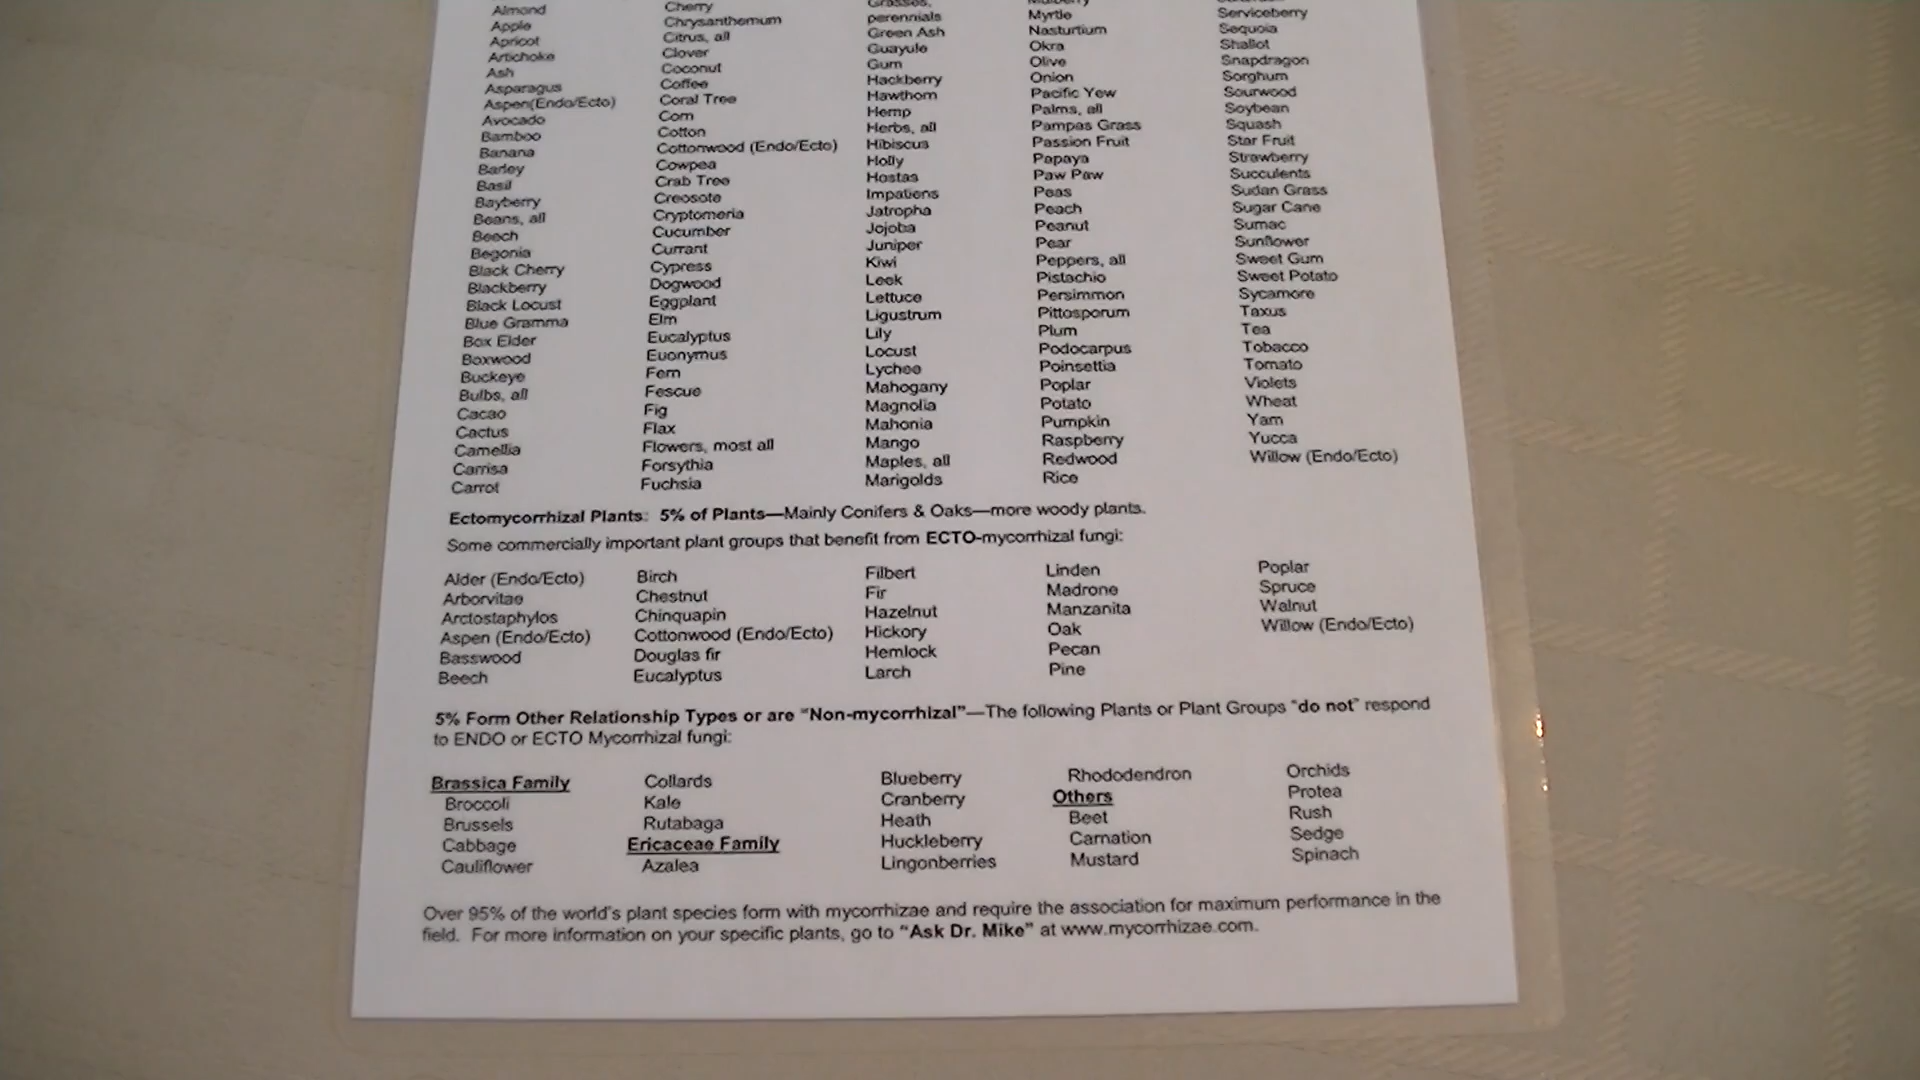 Almond
Apple
Apricot
Artichoke
Ash
Asparagus
Aspen(Endo/Ecto)
Avocado
Bamboo
Banana
Barley
Basil
Bayberry
Beans, all
Beech
Begonia
Black Cherry
Blackberry
Black Locust
Blue Gramma
Box Elder
Boxwood
Buckeye
Bulbs, all
Cacao
Cactus
Camellia
Carrisa
Carrot
Cherry
Chrysanthemum
Citrus, all
Clover
Coconut
Coffee
Coral Tree
Corn
Cotton
Cottonwood (Endo/Ecto)
Cowpea
Crab Tree
Creosote
Cryptomeria
Cucumber
Currant
Cypress
Dogwood
Eggplant
Elm
Eucalyptus
Euonymus
Fern
Fescue
Fig
Flax
Flowers, most all
Forsythia
Fuchsia
Grasses,
perennials
Green Ash
Guayule
Gum
Hackberry
Hawthorn
Hemp
Herbs, all
Hibiscus
Holly
Hostas
Impatiens
Jatropha
Jojoba
Juniper
Kiwi
Leek
Lettuce
Ligustrum
Lily
Locust
Lychee
Mahogany
Magnolia
Mahonia
Mango
Maples, all
Marigolds
Mulberry
Myrtle
Nasturtium
Okra
Olive
Onion
Pacific Yew
Palms, all
Pampas Grass
Passion Fruit
Papaya
Paw Paw
Peas
Peach
Peanut
Pear
Peppers, all
Pistachio
Persimmon
Pittosporum
Plum
Podocarpus
Poinsettia
Poplar
Potato
Pumpkin
Raspberry
Redwood
Rice
Serviceberry
Sequoia
Shallot
Snapdragon
Sorghum
Sourwood
Soybean
Squash
Star Fruit
Strawberry
Succulents
Sudan Grass
Sugar Cane
Sumac
Sunflower
Sweet Gum
Sweet Potato
Sycamore
Taxus
Tea
Tobacco
Tomato
Violets
Wheat
Yam
Yucca
Willow (Endo/Ecto)
Ectomycorrhizal Plants: 5% of Plants—Mainly Conifers & Oaks—more woody plants.
Some commercially important plant groups that benefit from ECTO-mycorrhizal fungi:
Alder (Endo/Ecto)
Arborvitae
Arctostaphylos
Aspen (Endo/Ecto)
Basswood
Beech
Birch
Chestnut
Chinquapin
Cottonwood (Endo/Ecto)
Douglas fir
Eucalyptus
Filbert
Fir
Hazelnut
Hickory
Hemlock
Larch
Linden
Madrone
Manzanita
Oak
Pecan
Pine
Poplar
Spruce
Walnut
Willow (Endo/Ecto)
5% Form Other Relationship Types or are "Non-mycorrhizal"—The following Plants or Plant Groups "do not" respond
to ENDO or ECTO Mycorrhizal fungi:
Brassica Family
Broccoli
Brussels
Cabbage
Cauliflower
Collards
Kale
Rutabaga
Ericaceae Family
Azalea
Blueberry
Cranberry
Heath
Huckleberry
Lingonberries
Rhododendron
Others
Beet
Carnation
Mustard
Orchids
Protea
Rush
Sedge
Spinach
Over 95% of the world's plant species form with mycorrhizae and require the association for maximum performance in the
field. For more information on your specific plants, go to "Ask Dr. Mike" at www.mycorrhizae.com.